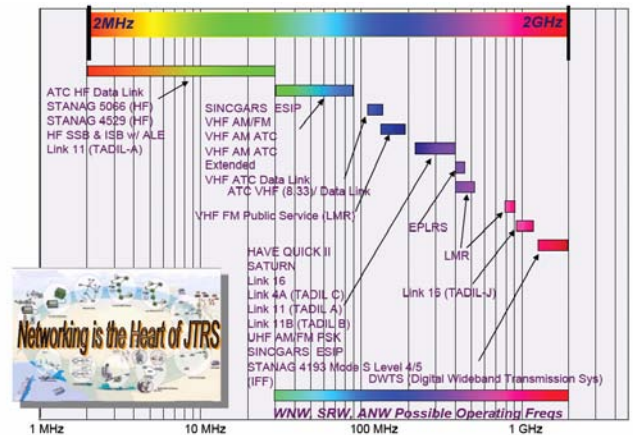 2MHz 2GHz
ATC HF Data Link
STANAG 5066 (HF)
STANAG 4529 (HF)
HF SSB & ISB w/ ALE
Link 11 (TADIL-A)
SINCGARS ESIP
VHF AM/FM
VHF AM ATC
VHF AM ATC
Extended
VHF ATC Data Link
ATC VHF (8.33)/ Data Link
VHF FM Public Service (LMR)
EPLRS
LMR
Link 16 (TADIL-J)
HAVE QUICK II
SATURN
Link 16
Link 4A (TADIL C)
Link 11 (TADIL A)
Link 11B (TADIL B)
UHF AM/FM PSK
SINCGARS ESIP
STANAG 4193 Mode S Level 4/5
(IFF)
DWTS (Digital Wideband Transmission Sys)
Networking is the Heart of JTRS
WNW, SRW, ANW Possible Operating Freqs
1 MHz 10 MHz 100 MHz 1 GHz